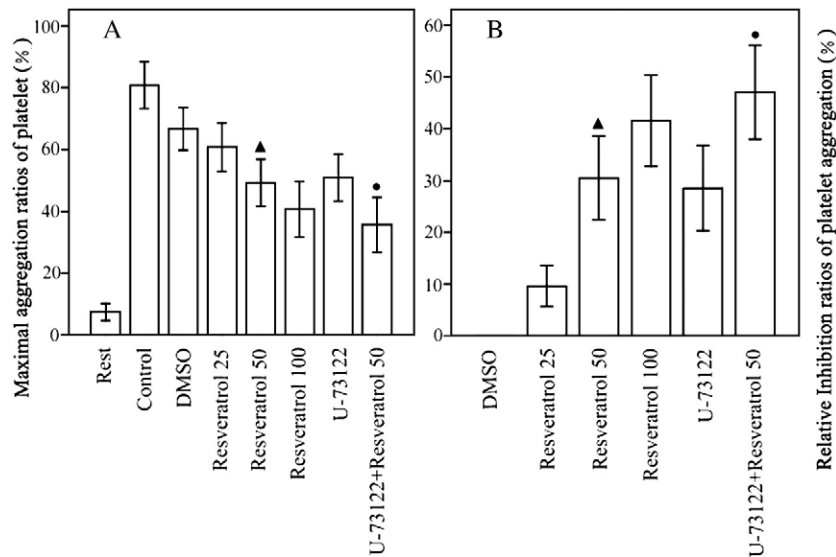 Maximal aggregation ratios of platelet (%)
A
100
80
60
40
20
0
Rest
Control
DMSO
Resveratrol 25
Resveratrol 50
Resveratrol 100
U-73122
U-73122+Resveratrol 50
B
60
50
40
30
20
10
0
DMSO
Resveratrol 25
Resveratrol 50
Resveratrol 100
U-73122
U-73122+Resveratrol 50
Relative Inhibition ratios of platelet aggregation (%)